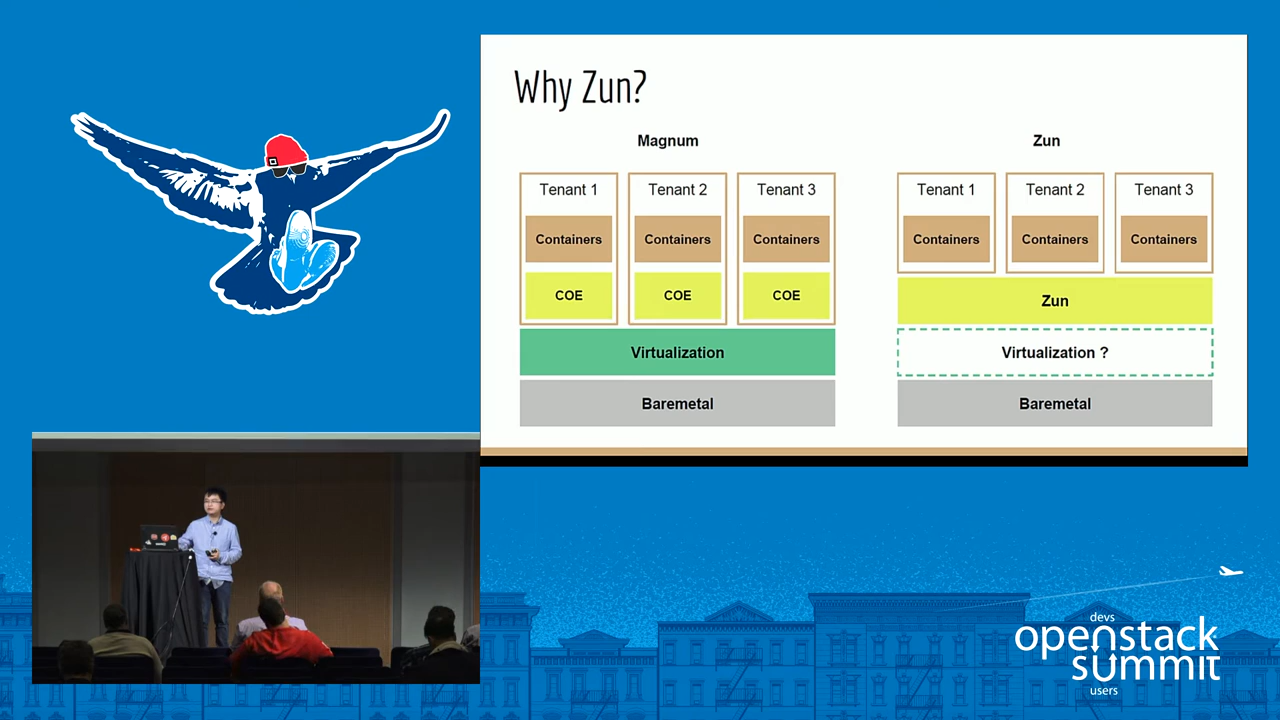 Why Zun?
Magnum
Tenant 1
Tenant 2
Tenant 3
Containers
Containers
Containers
COE
COE
COE
Virtualization
Baremetal
Zun
Tenant 1
Tenant 2
Tenant 3
Containers
Containers
Containers
Zun
Virtualization ?
Baremetal
devs
openstack
summit
users